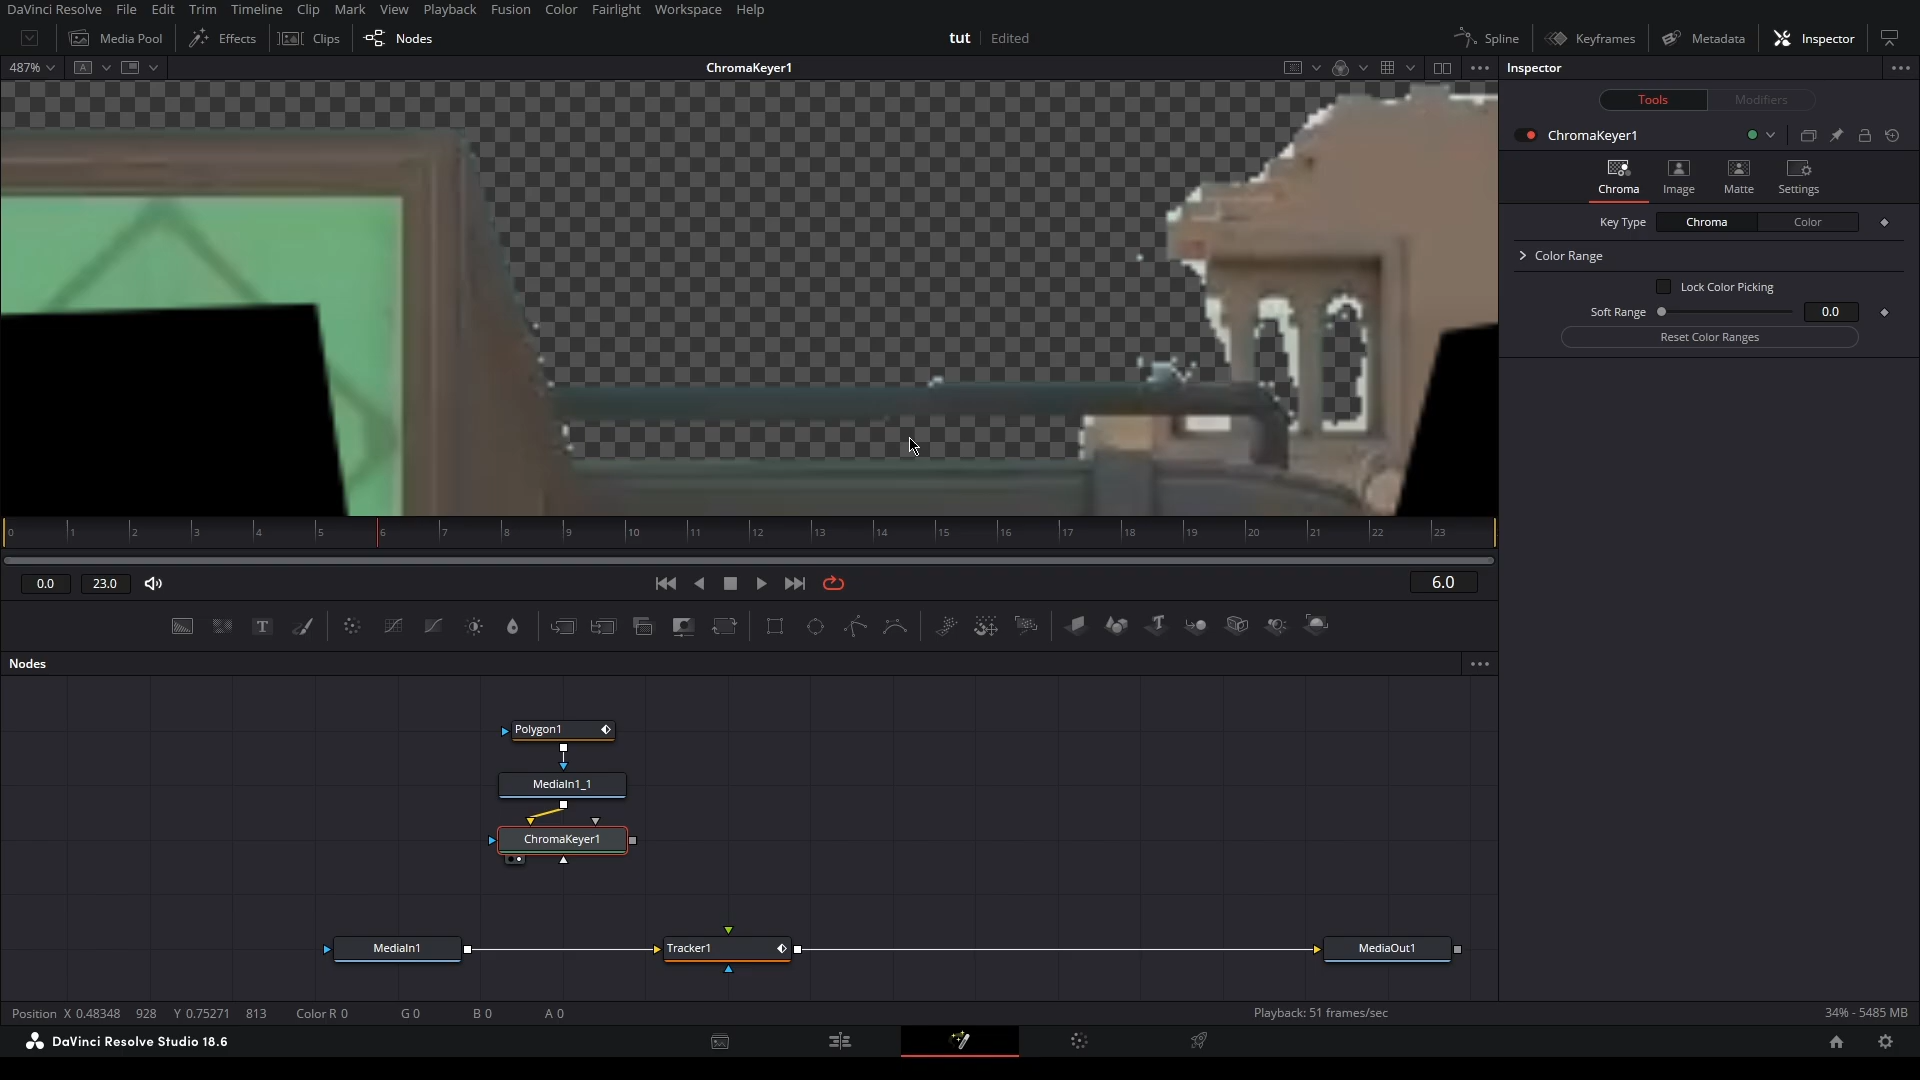 DaVinci Resolve File Edit Trim Timeline Clip Mark View Playback Fusion Color Fairlight Workspace Help
Media Pool Effects Clips Nodes tut Edited Spline Keyframes Metadata Inspector
487% A ChromaKeyer1 Inspector
Tools Modifiers
ChromaKeyer1
Chroma Image Matte Settings
Key Type Chroma Color
Color Range
Lock Color Picking
Soft Range 0.0
Reset Color Ranges
0 1 2 3 4 5 6 7 8 9 10 11 12 13 14 15 16 17 18 19 20 21 22 23
0.0 23.0 6.0
T T
Nodes
Polygon1
MediaIn1_1
ChromaKeyer1
MediaIn1 Tracker1 MediaOut1
Position X 0.48348 928 Y 0.75271 813 Color R 0 G 0 B 0 A 0 Playback: 51 frames/sec 34% - 5485 MB
DaVinci Resolve Studio 18.6